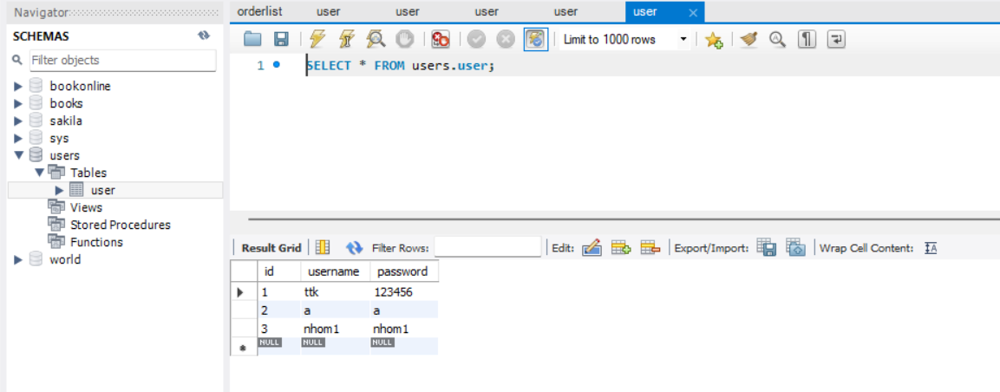 Navigator
SCHEMAS
Filter objects
bookonline
books
sakila
sys
users
Tables
user
Views
Stored Procedures
Functions
world
orderlist user user user user user
Limit to 1000 rows
1 SELECT * FROM users.user;
Result Grid Filter Rows: Edit: Export/Import: Wrap Cell Content: IA
id username password
1 ttk 123456
2 a a
3 nhom1 nhom1
NULL NULL NULL